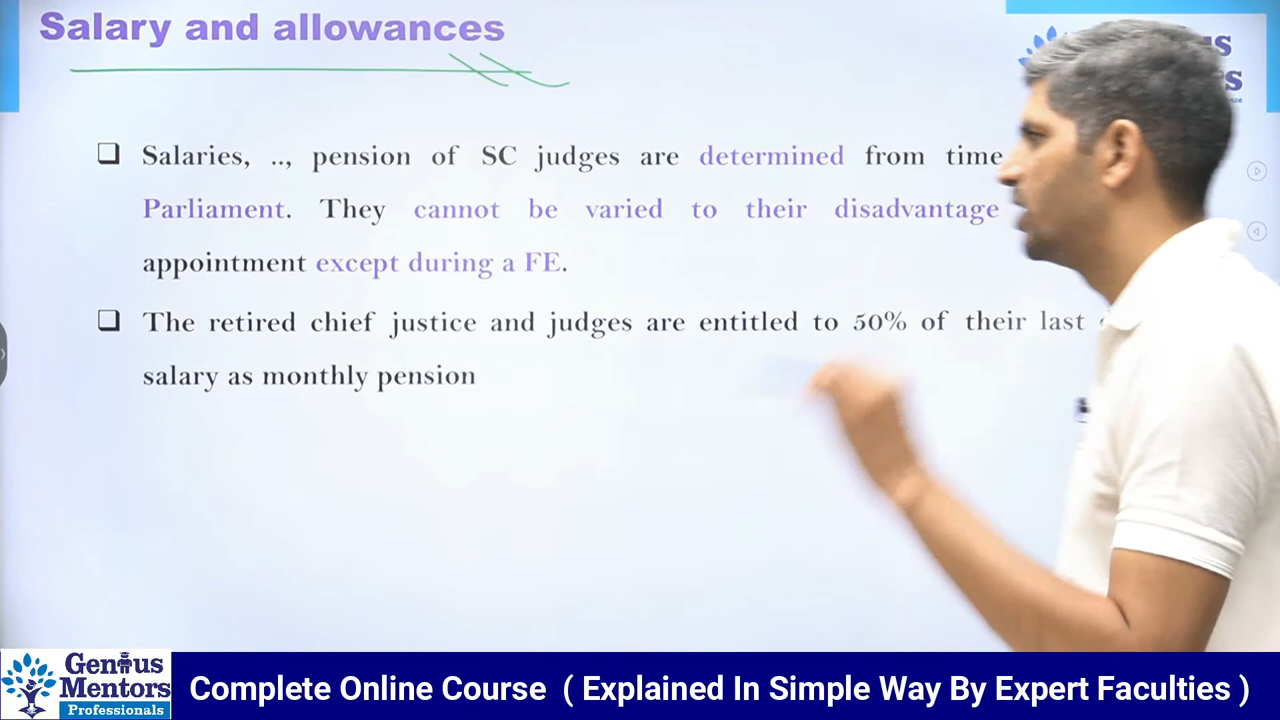 Salary and allowances
❑ Salaries, .., pension of SC judges are determined from time
Parliament. They cannot be varied to their disadvantage
appointment except during a FE.
❑ The retired chief justice and judges are entitled to 50% of their last
salary as monthly pension
Genius
Mentors
Professionals
Complete Online Course ( Explained In Simple Way By Expert Faculties )